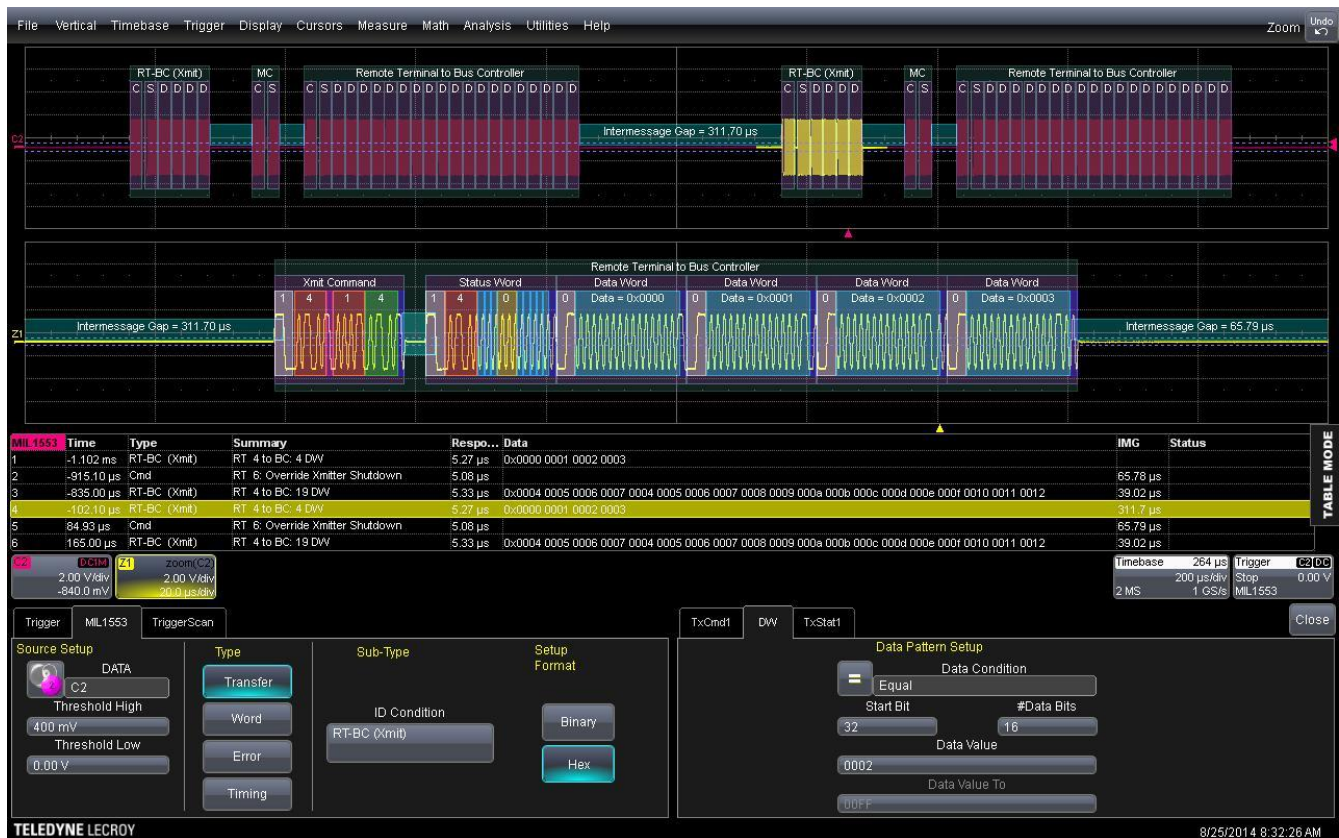 File Vertical Timebase Trigger Display Cursors Measure Math Analysis Utilities Help Zoom Undo
RT-BC (Xmit) MC Remote Terminal to Bus Controller RT-BC (Xmit) MC Remote Terminal to Bus Controller
C S D D D D C S C S D D D D D D D D D D D D D D D D D D D C S D D D D C S C S D D D D D D D D D D D D D D D D D D D
C2 Intermessage Gap = 311.70 µs
Remote Terminal to Bus Controller
Xmit Command Status Word Data Word Data Word Data Word Data Word
1 4 1 4 1 4 0 0 Data = 0x0000 0 Data = 0x0001 0 Data = 0x0002 0 Data = 0x0003
Z1 Intermessage Gap = 311.70 µs Intermessage Gap = 65.79 µs
MIL1553 Time Type Summary Respo... Data IMG Status
1 -1.102 ms RT-BC (Xmit) RT 4 to BC: 4 DW 5.27 µs 0x0000 0001 0002 0003
2 -915.10 µs Cmd RT 6: Override Xmitter Shutdown 5.08 µs 65.78 µs
3 -835.00 µs RT-BC (Xmit) RT 4 to BC: 19 DW 5.33 µs 0x0004 0005 0006 0007 0004 0005 0006 0007 0008 0009 000a 000b 000c 000d 000e 000f 0010 0011 0012 39.02 µs
4 -102.10 µs RT-BC (Xmit) RT 4 to BC: 4 DW 5.27 µs 0x0000 0001 0002 0003 311.7 µs
5 84.93 µs Cmd RT 6: Override Xmitter Shutdown 5.08 µs 65.79 µs
6 165.00 µs RT-BC (Xmit) RT 4 to BC: 19 DW 5.33 µs 0x0004 0005 0006 0007 0004 0005 0006 0007 0008 0009 000a 000b 000c 000d 000e 000f 0010 0011 0012 39.02 µs
TABLE MODE
C2 DC1M Z1 zoom(C2) Timebase 264 µs Trigger C2 DC
2.00 V/div 2.00 V/div 200 µs/div Stop 0.00 V
-840.0 mV 20.0 µs/div 2 MS 1 GS/s MIL1553
Trigger MIL1553 TriggerScan TxCmd1 DW TxStat1 Close
Source Setup Type Sub-Type Setup Format Data Pattern Setup
DATA Transfer = Data Condition
C2 Equal
Threshold High Word ID Condition Binary Start Bit #Data Bits
400 mV RT-BC (Xmit) 32 16
Threshold Low Error Hex Data Value
0.00 V 0002
Timing Data Value To
00FF
TELEDYNE LECROY 8/25/2014 8:32:26 AM